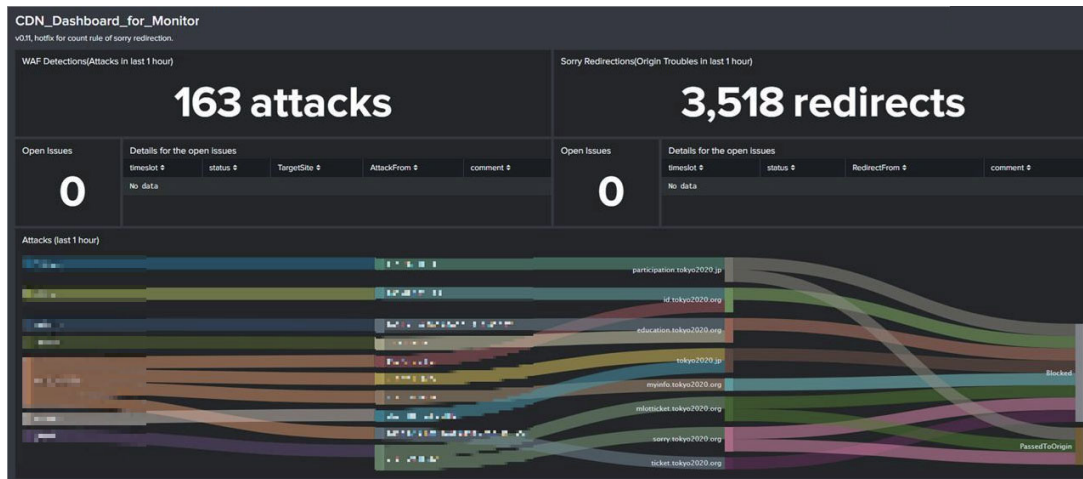 CDN_Dashboard_for_Monitor
v0.11, hotfix for count rule of sorry redirection.
WAF Detections(Attacks in last 1 hour)
163 attacks
Sorry Redirections(Origin Troubles in last 1 hour)
3,518 redirects
Open Issues
0
Details for the open issues
timeslot status TargetSite AttackFrom comment
No data
Open Issues
0
Details for the open issues
timeslot status RedirectFrom comment
No data
Attacks (last 1 hour)
participation.tokyo2020.jp
id.tokyo2020.org
education.tokyo2020.org
tokyo2020.jp
myinfo.tokyo2020.org
mlotticket.tokyo2020.org
sorry.tokyo2020.org
ticket.tokyo2020.org
Blocked
PassedToOrigin